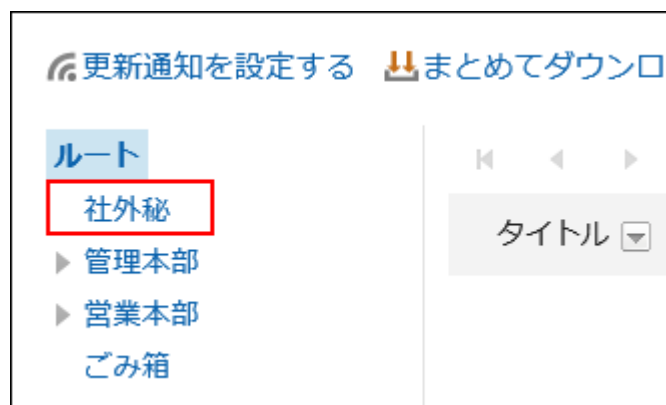 更新通知を設定する まとめてダウンロ
ルート
社外秘
タイトル
管理本部
営業本部
ごみ箱